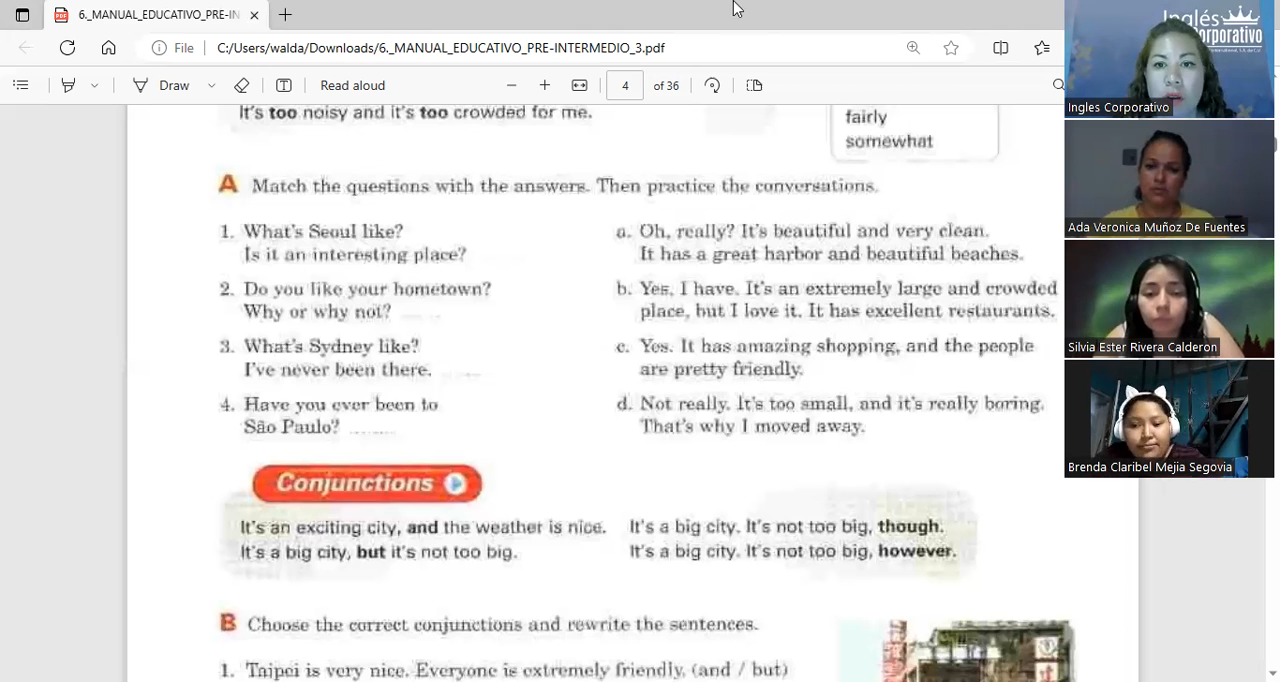 6._MANUAL_EDUCATIVO_PRE-IN
File
C:/Users/walda/Downloads/6._MANUAL_EDUCATIVO_PRE-INTERMEDIO_3.pdf
Draw
Read aloud
4
of 36
It's too noisy and it's too crowded for me.
fairly
somewhat
A Match the questions with the answers. Then practice the conversations.
1. What's Seoul like?
Is it an interesting place?
2. Do you like your hometown?
Why or why not?
3. What's Sydney like?
I've never been there.
4. Have you ever been to
São Paulo?
a. Oh, really? It's beautiful and very clean.
It has a great harbor and beautiful beaches.
b. Yes, I have. It's an extremely large and crowded
place, but I love it. It has excellent restaurants.
c. Yes. It has amazing shopping, and the people
are pretty friendly.
d. Not really. It's too small, and it's really boring.
That's why I moved away.
Conjunctions
It's an exciting city, and the weather is nice.
It's a big city, but it's not too big.
It's a big city. It's not too big, though.
It's a big city. It's not too big, however.
B Choose the correct conjunctions and rewrite the sentences.
1. Taipei is very nice. Everyone is extremely friendly. (and / but)
Inglés
Corporativo
Ingles Corporativo
Ada Veronica Muñoz De Fuentes
Silvia Ester Rivera Calderon
Brenda Claribel Mejia Segovia